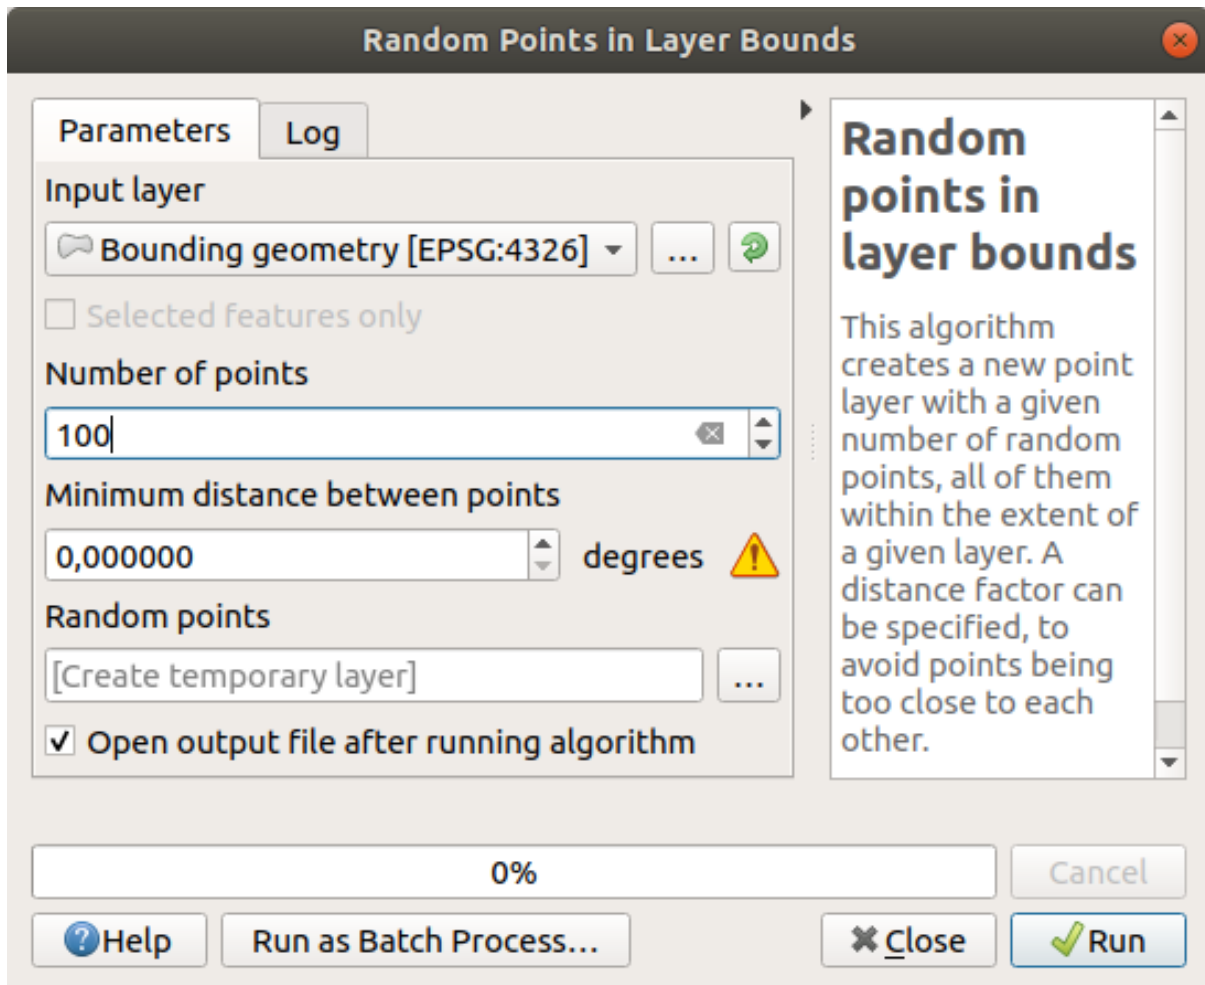 Random Points in Layer Bounds
Parameters
Log
Input layer
Bounding geometry [EPSG:4326]
...
Selected features only
Number of points
100
Minimum distance between points
0,000000
degrees
Random points
[Create temporary layer]
...
Open output file after running algorithm
Random
points in
layer bounds
This algorithm
creates a new point
layer with a given
number of random
points, all of them
within the extent of
a given layer. A
distance factor can
be specified, to
avoid points being
too close to each
other.
0%
Cancel
Help
Run as Batch Process...
Close
Run